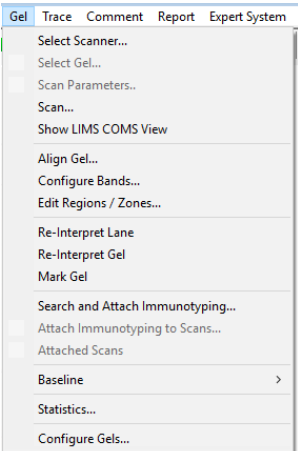 Gel Trace Comment Report Expert System
Select Scanner...
Select Gel...
Scan Parameters..
Scan...
Show LIMS COMS View
Align Gel...
Configure Bands...
Edit Regions / Zones...
Re-Interpret Lane
Re-Interpret Gel
Mark Gel
Search and Attach Immunotyping...
Attach Immunotyping to Scans...
Attached Scans
Baseline >
Statistics...
Configure Gels...